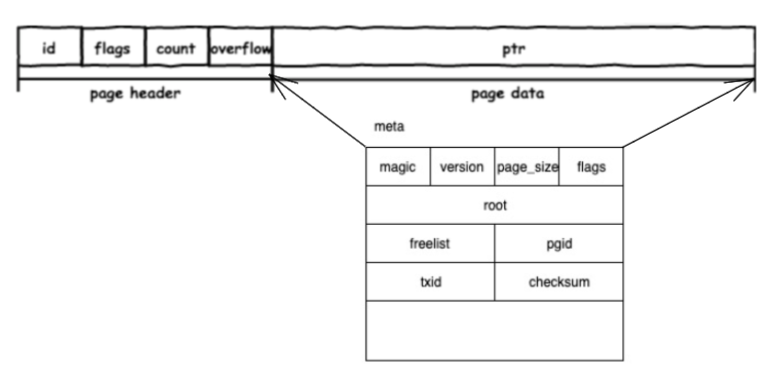 id flags count overflow ptr
page header page data
meta
magic version page_size flags
root
freelist pgid
txid checksum